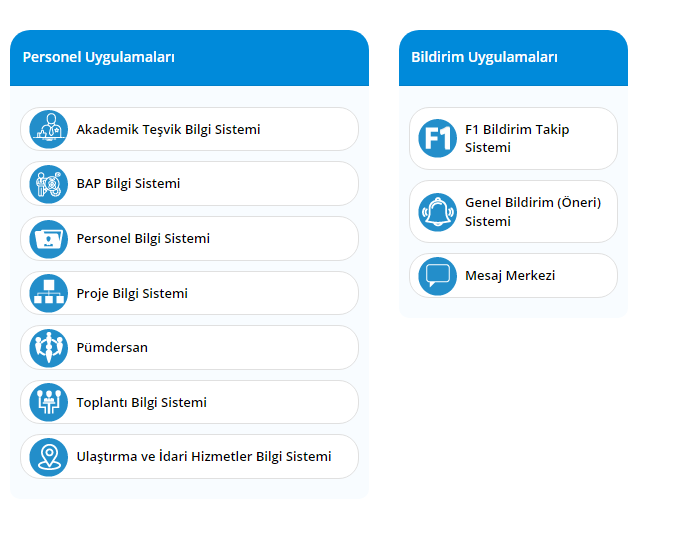 Personel Uygulamaları
Akademik Teşvik Bilgi Sistemi
BAP Bilgi Sistemi
Personel Bilgi Sistemi
Proje Bilgi Sistemi
Pümdersan
Toplantı Bilgi Sistemi
Ulaştırma ve İdari Hizmetler Bilgi Sistemi
Bildirim Uygulamaları
F1
F1 Bildirim Takip
Sistemi
Genel Bildirim (Öneri)
Sistemi
Mesaj Merkezi